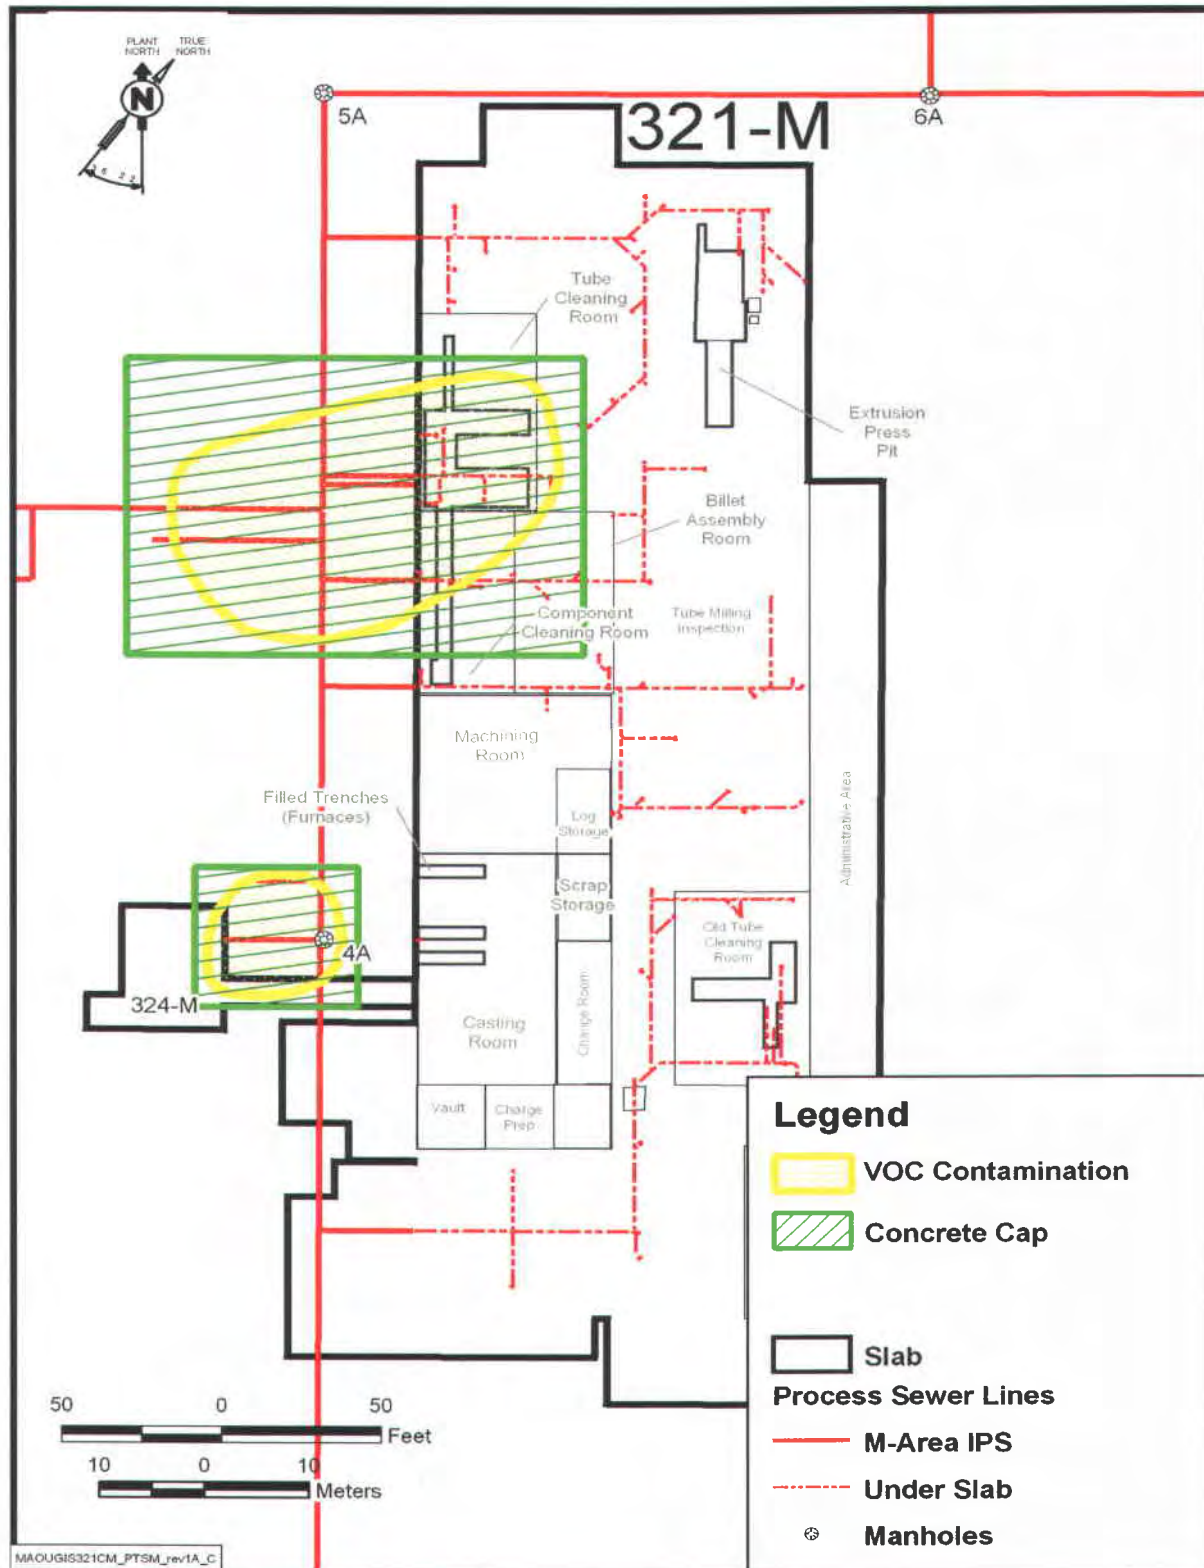 PLANT NORTH
TRUE NORTH
N
5A
6A
321-M
Tube
Cleaning
Room
Extrusion
Press
Pit
Billet
Assembly
Room
Component
Cleaning Room
Tube Milling
Inspection
Machining
Room
Filled Trenches
(Furnaces)
Log
Storage
Scrap
Storage
Administrative Area
Old Tube
Cleaning
Room
4A
324-M
Casting
Room
Change Room
Vault
Charge
Prep
Legend
VOC Contamination
Concrete Cap
Slab
Process Sewer Lines
M-Area IPS
Under Slab
Manholes
50 0 50
Feet
10 0 10
Meters
MAOUGIS321CM_PTSM_rev1A_C